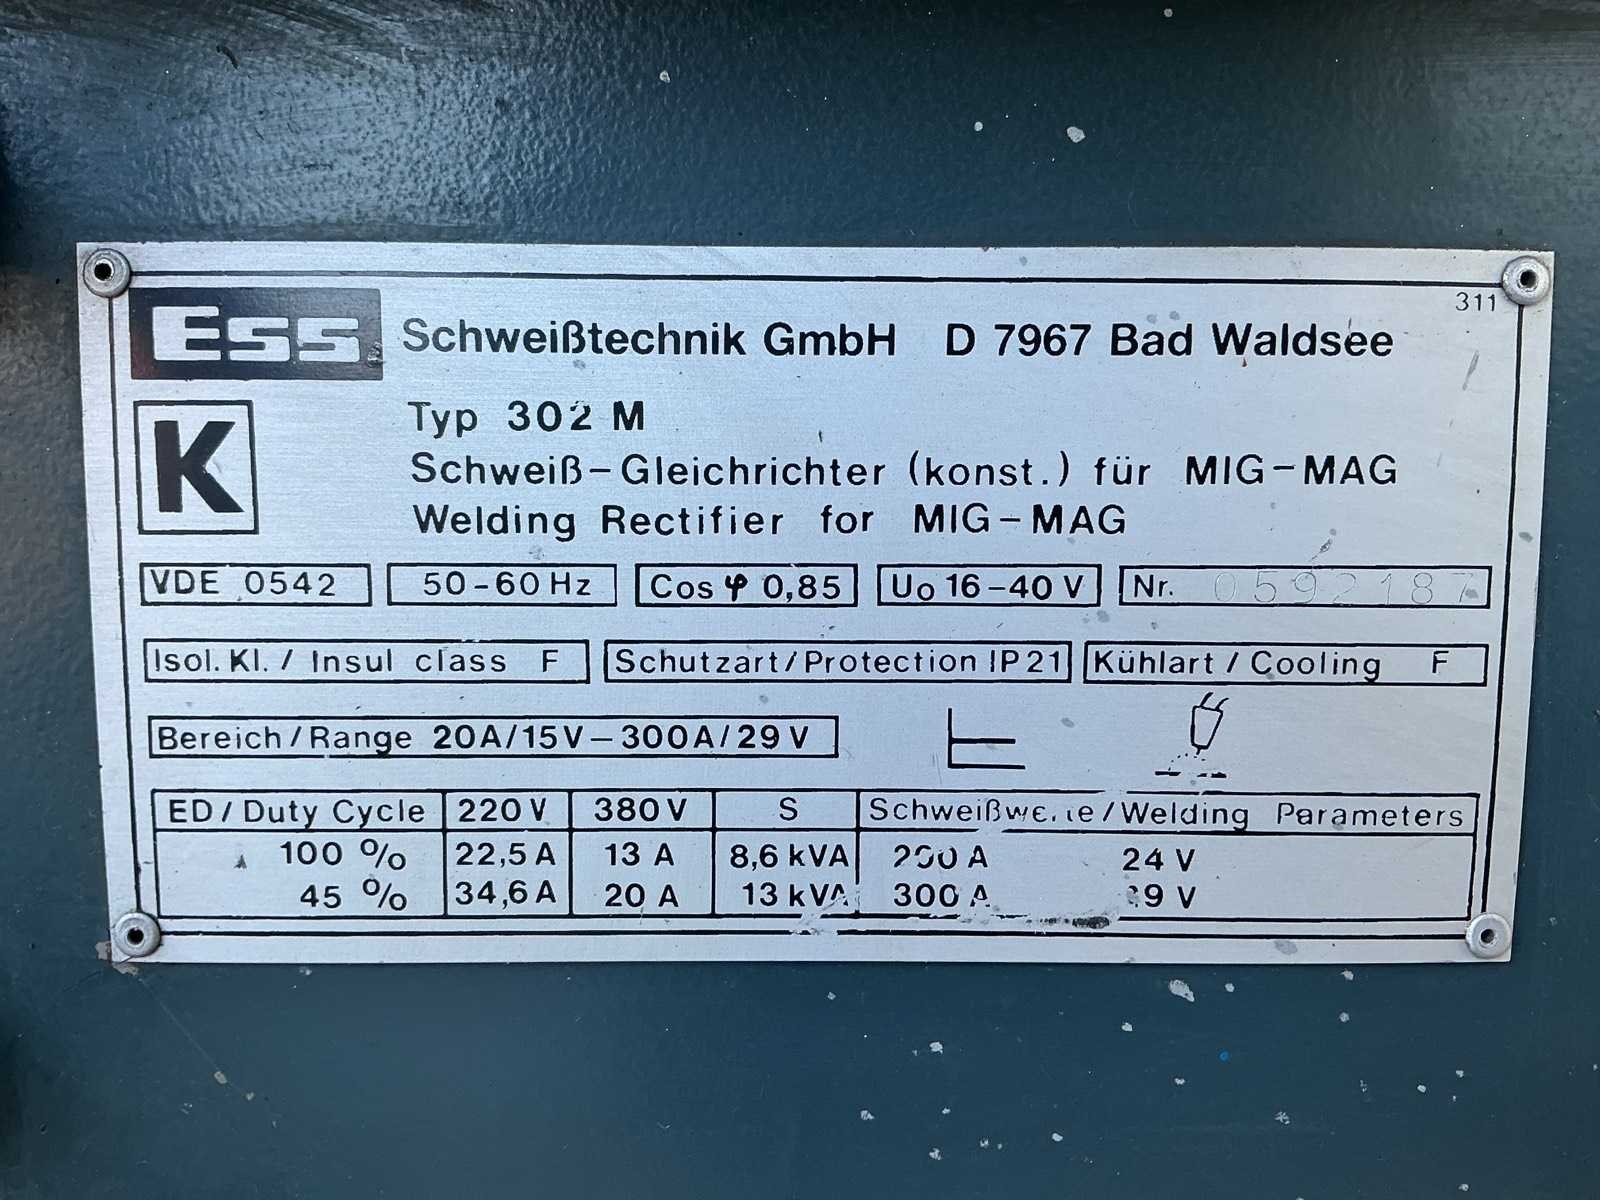 311
ESS Schweißtechnik GmbH D 7967 Bad Waldsee
K
Typ 302 M
Schweiß-Gleichrichter (konst.) für MIG-MAG
Welding Rectifier for MIG-MAG
VDE 0542 50-60 Hz Cos φ 0,85 Uo 16-40 V Nr. 0592187
Isol. Kl. / Insul class F Schutzart/Protection IP21 Kühlart / Cooling F
Bereich/Range 20A/15V-300A/29V
ED / Duty Cycle 220 V 380 V S /Welding Parameters
100 % 22,5 A 13 A 8,6 kVA A 24 V
45 % 34,6 A 20 A 13 300 A V